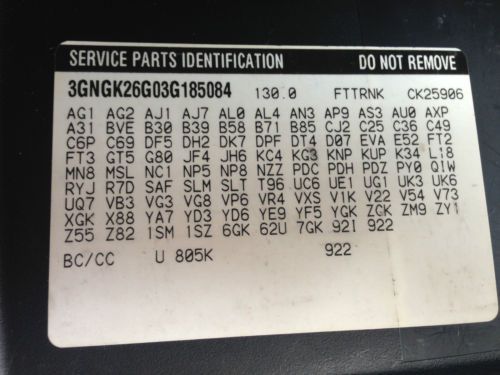 SERVICE PARTS IDENTIFICATION DO NOT REMOVE
3GNGK26G03G185084 130.0 FTTRNK CK25906
AG1 AG2 AJ1 AJ7 AL0 AL4 AN3 AP9 AS3 AU0 AXP
A31 BVE B30 B39 B58 B71 B85 CJ2 C25 C36 C49
C6P C69 DF5 DH2 DK7 DPF DT4 D07 EVA E52 FT2
FT3 GT5 G80 JF4 JH6 KC4 KG3 KNP KUP K34 L18
MN8 MSL NC1 NP5 NP8 NZZ PDC PDH PDZ PY0 QIW
RYJ R7D SAF SLM SLT T96 UC6 UE1 UG1 UK3 UK6
UQ7 VB3 VG3 VG8 VP6 VR4 VXS V1K V22 V54 V73
XGK X88 YA7 YD3 YD6 YE9 YF5 YGK ZGK ZM9 ZY1
Z55 Z82 1SM 1SZ 6GK 62U 7GK 92I 922
BC/CC U 805K 922